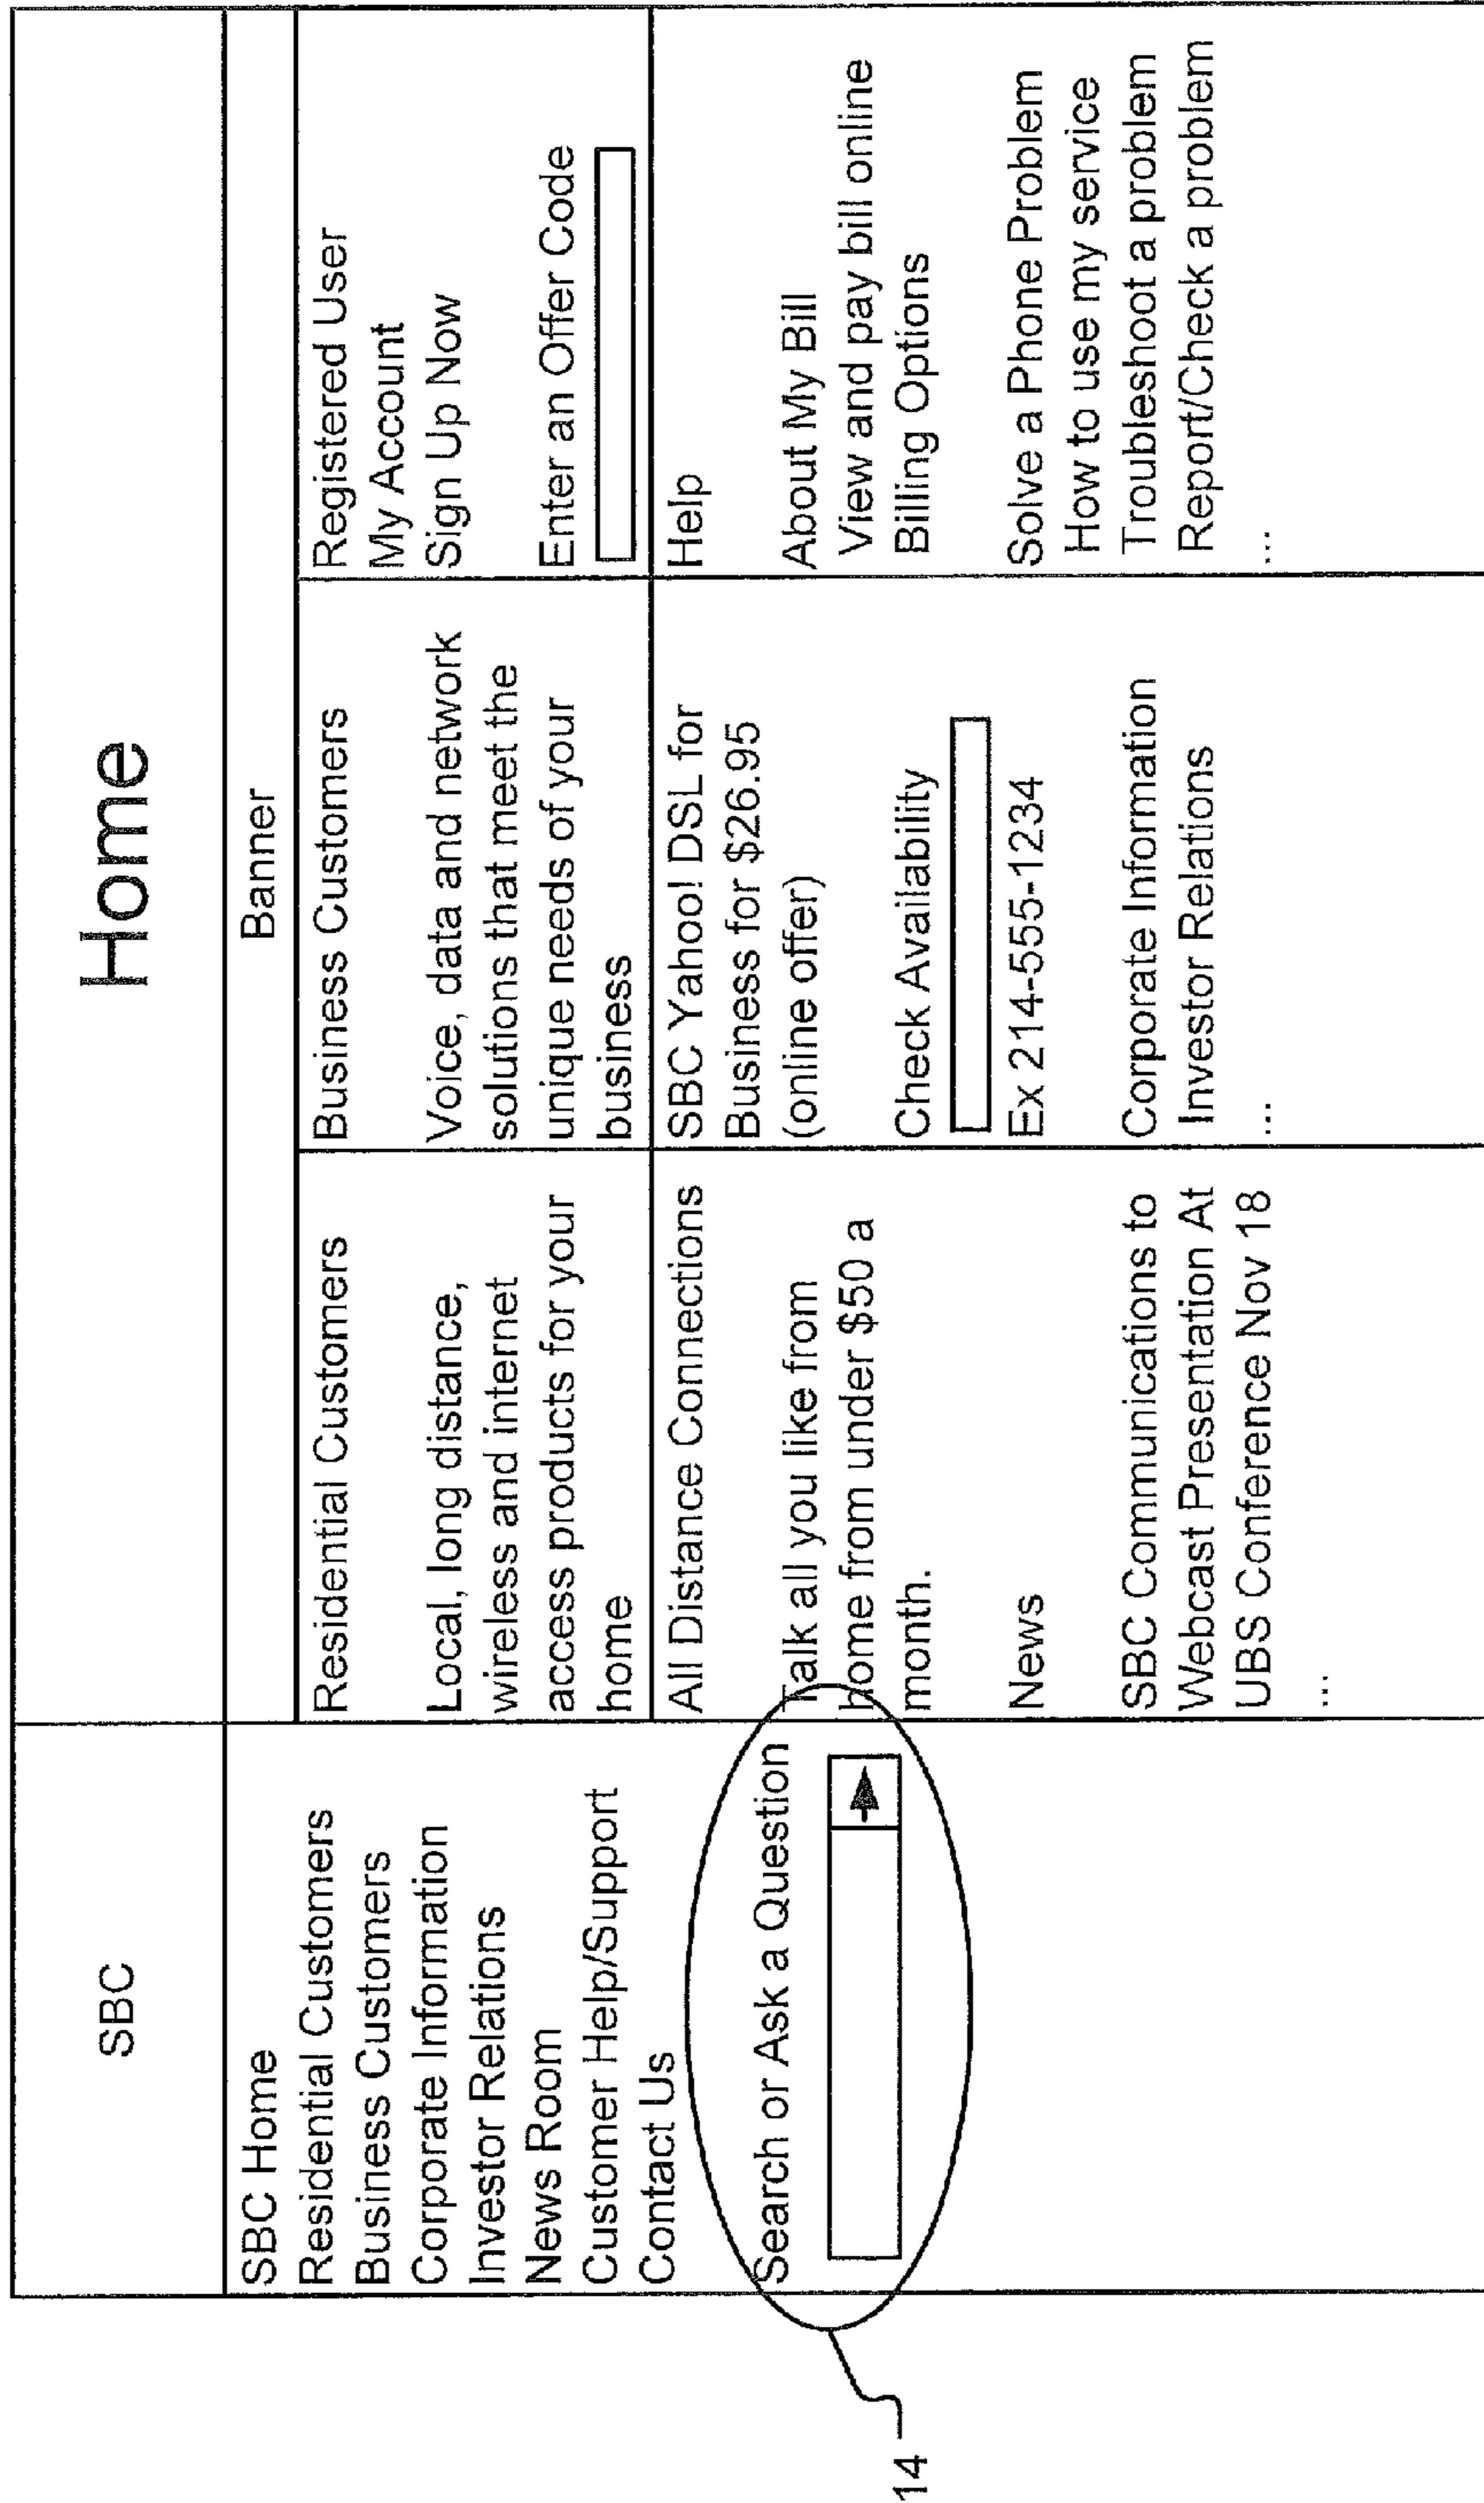 SBC
Home
SBC Home
Residential Customers
Business Customers
Corporate Information
Investor Relations
News Room
Customer Help/Support
Contact Us
Search or Ask a Question
14
Banner
Residential Customers
Local, long distance,
wireless and internet
access products for your
home
Business Customers
Voice, data and network
solutions that meet the
unique needs of your
business
Registered User
My Account
Sign Up Now
Enter an Offer Code
All Distance Connections
Talk all you like from
home from under $50 a
month.
News
SBC Communications to
Webcast Presentation At
UBS Conference Nov 18
...
SBC Yahoo! DSL for
Business for $26.95
(online offer)
Check Availability
Ex 214-555-1234
Corporate Information
Investor Relations
...
Help
About My Bill
View and pay bill online
Billing Options
Solve a Phone Problem
How to use my service
Troubleshoot a problem
Report/Check a problem
...